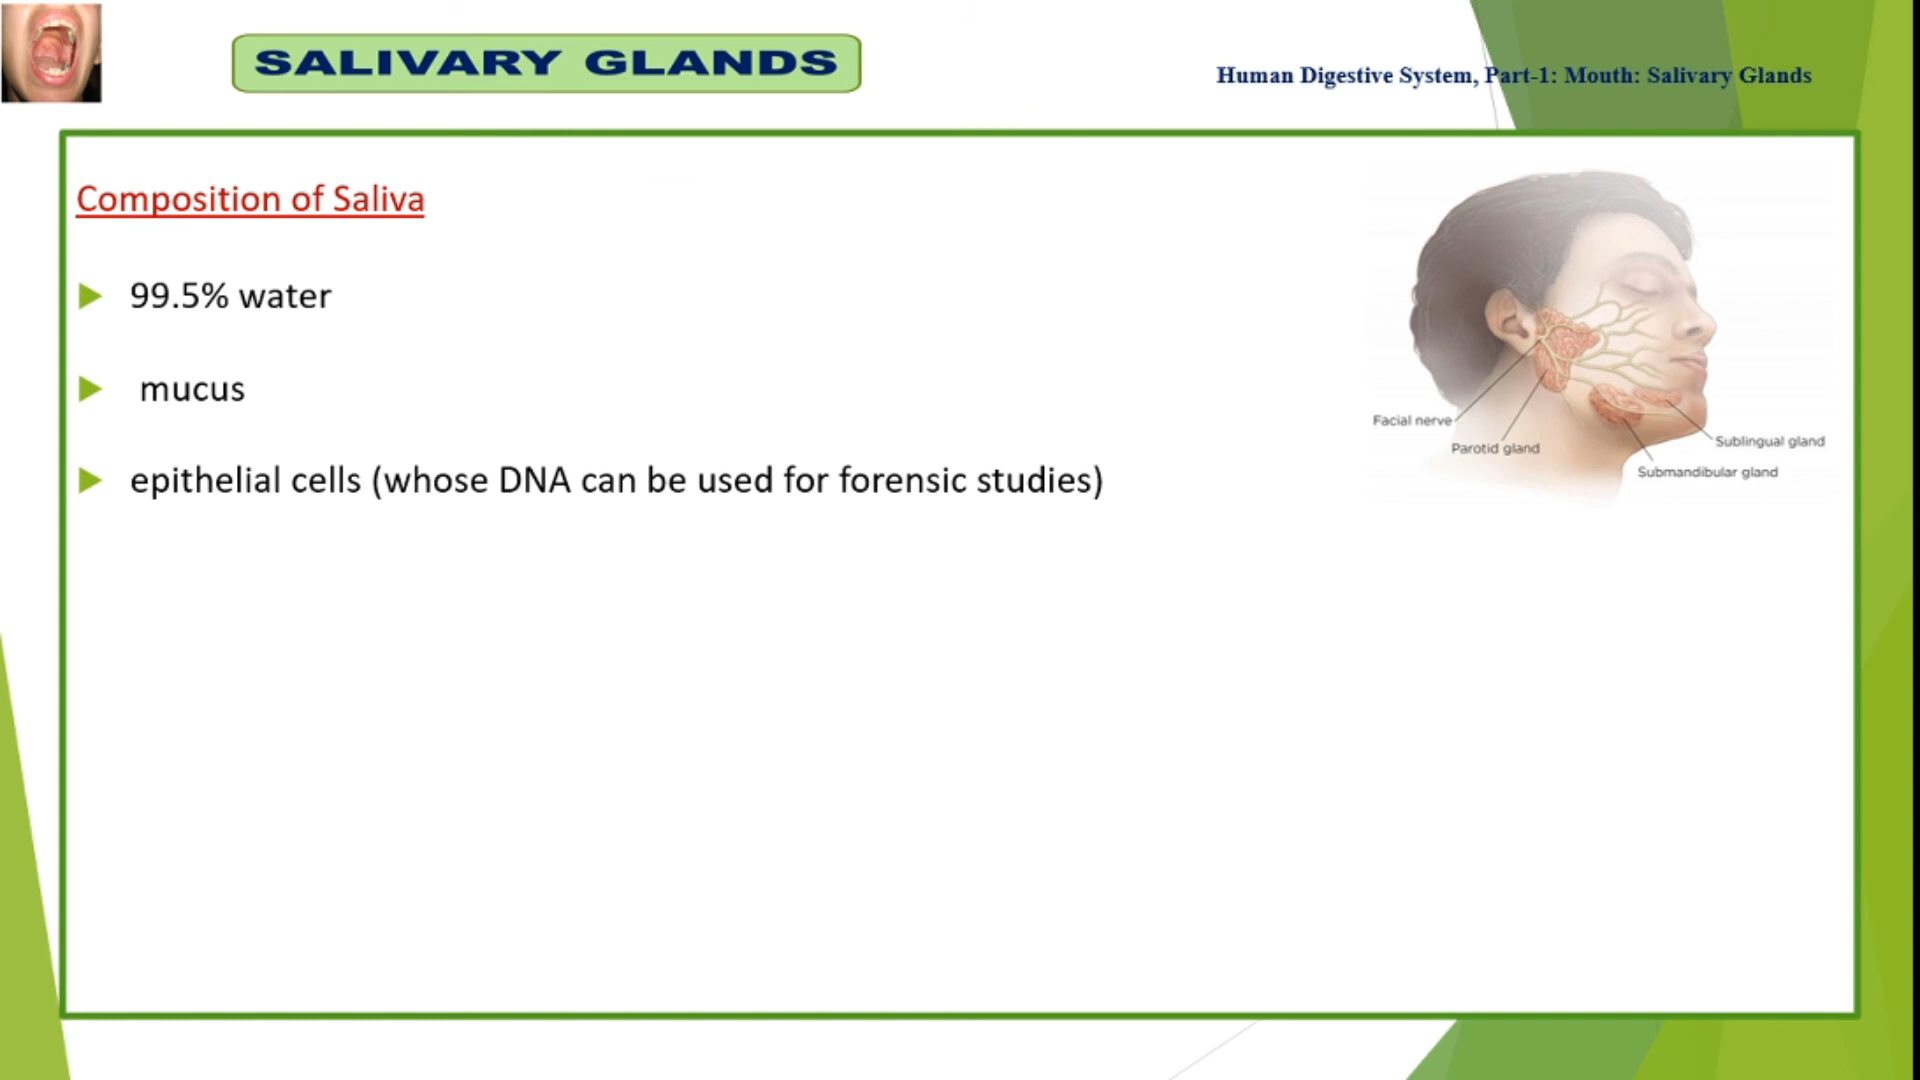 SALIVARY GLANDS
Human Digestive System, Part-1: Mouth: Salivary Glands
Composition of Saliva
99.5% water
mucus
epithelial cells (whose DNA can be used for forensic studies)
Facial nerve
Parotid gland
Sublingual gland
Submandibular gland